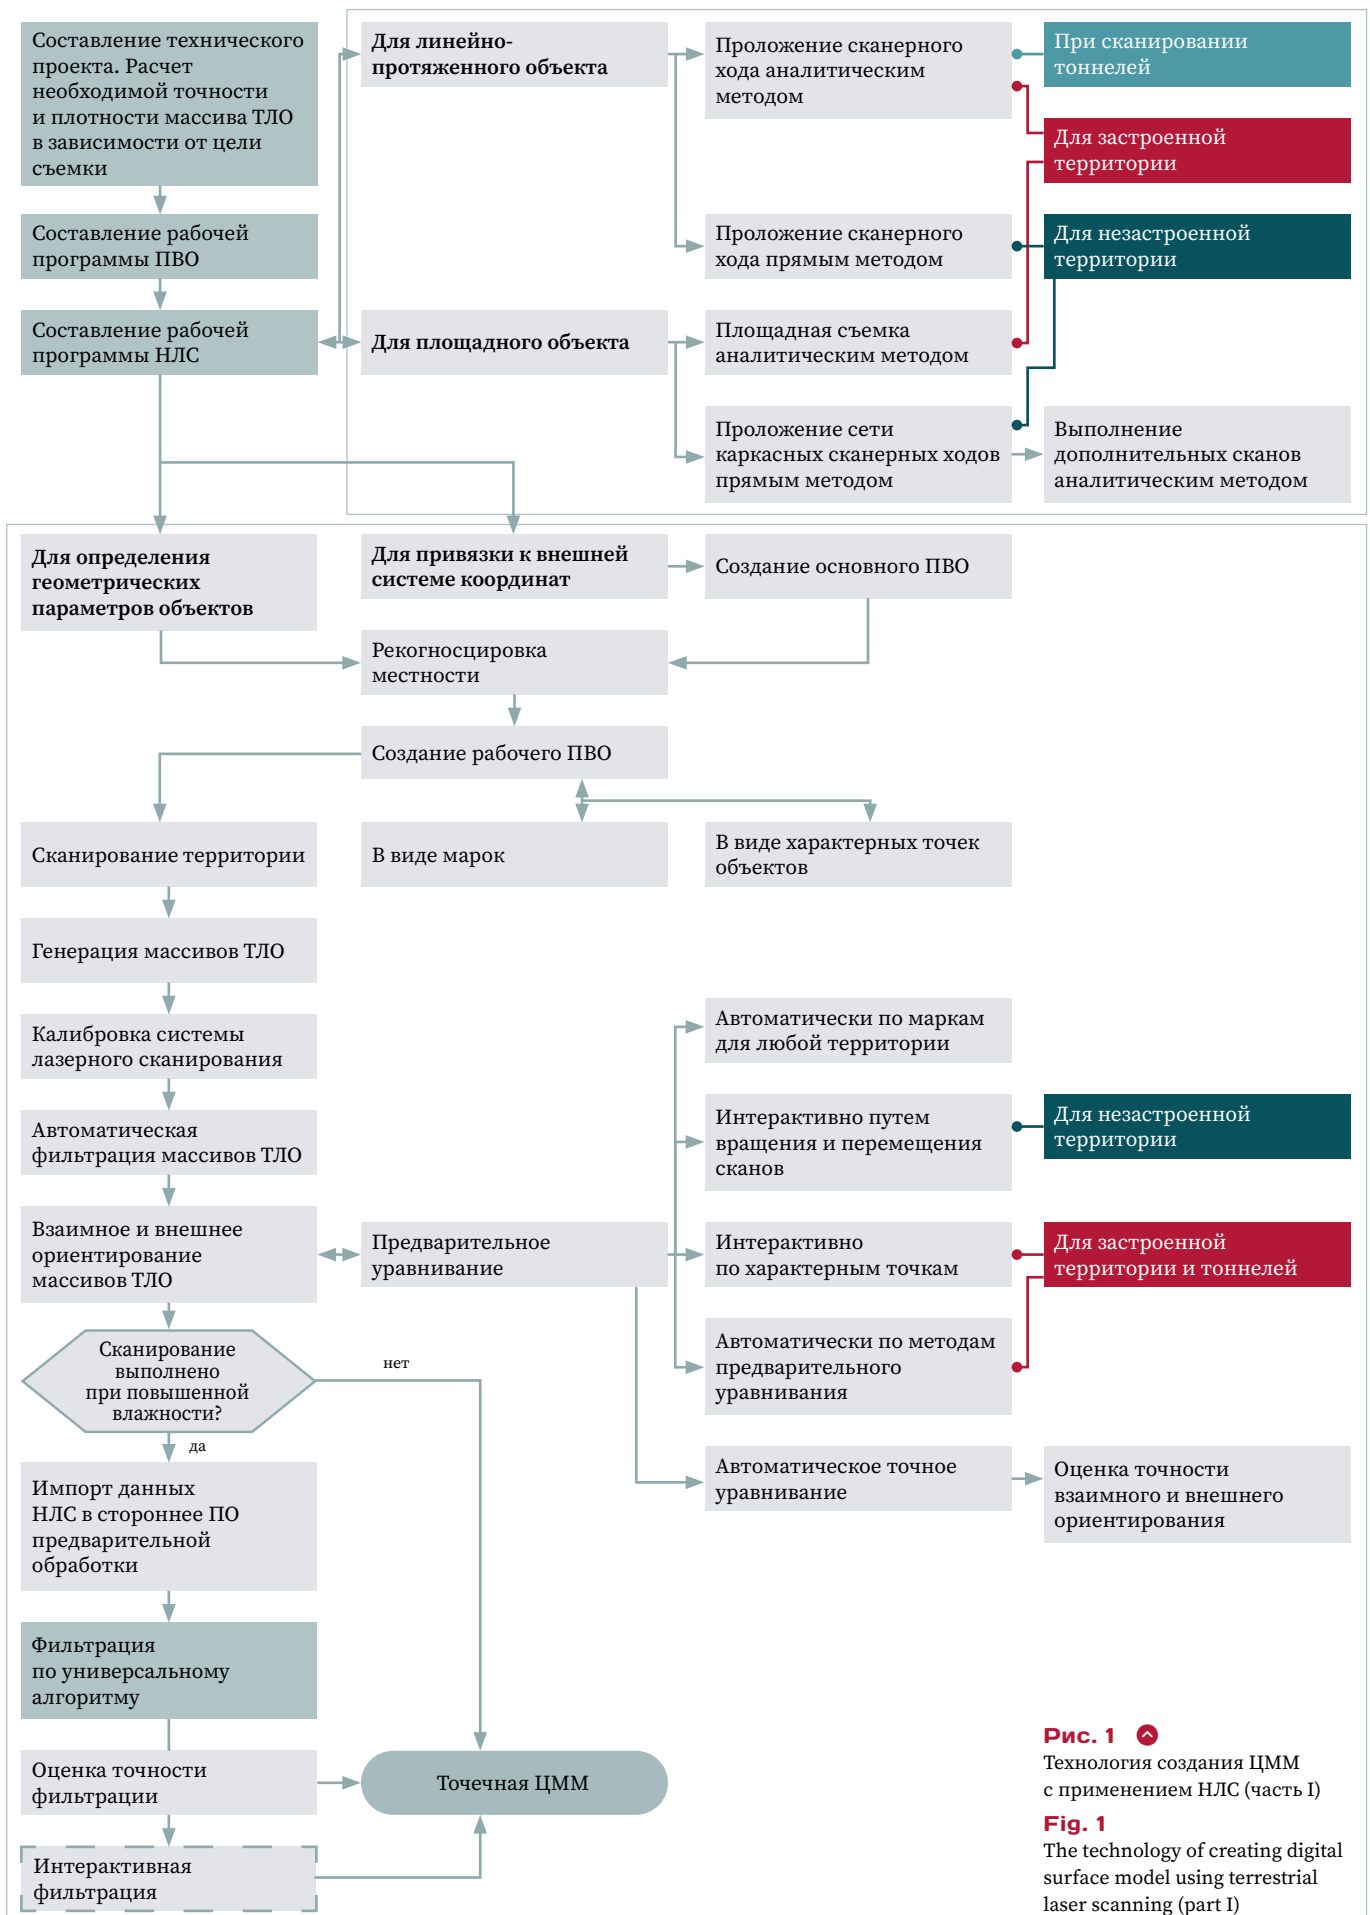 Составление технического
проекта. Расчет
необходимой точности
и плотности массива ТЛО
в зависимости от цели
съемки
Для линейно-
протяженного объекта
Проложение сканерного
хода аналитическим
методом
При сканировании
тоннелей
Для застроенной
территории
Составление рабочей
программы ПВО
Проложение сканерного
хода прямым методом
Для незастроенной
территории
Составление рабочей
программы НЛС
Для площадного объекта
Площадная съемка
аналитическим методом
Проложение сети
каркасных сканерных ходов
прямым методом
Выполнение
дополнительных сканов
аналитическим методом
Для определения
геометрических
параметров объектов
Для привязки к внешней
системе координат
Создание основного ПВО
Рекогносцировка
местности
Создание рабочего ПВО
Сканирование территории
В виде марок
В виде характерных точек
объектов
Генерация массивов ТЛО
Калибровка системы
лазерного сканирования
Автоматически по маркам
для любой территории
Автоматическая
фильтрация массивов ТЛО
Интерактивно путем
вращения и перемещения
сканов
Для незастроенной
территории
Взаимное и внешнее
ориентирование
массивов ТЛО
Предварительное
уравнивание
Интерактивно
по характерным точкам
Для застроенной
территории и тоннелей
Сканирование
выполнено
при повышенной
влажности?
нет
да
Автоматически по методам
предварительного
уравнивания
Автоматическое точное
уравнивание
Оценка точности
взаимного и внешнего
ориентирования
Импорт данных
НЛС в стороннее ПО
предварительной
обработки
Фильтрация
по универсальному
алгоритму
Оценка точности
фильтрации
Точечная ЦММ
Интерактивная
фильтрация
Рис. 1
Технология создания ЦММ
с применением НЛС (часть I)
Fig. 1
The technology of creating digital
surface model using terrestrial
laser scanning (part I)